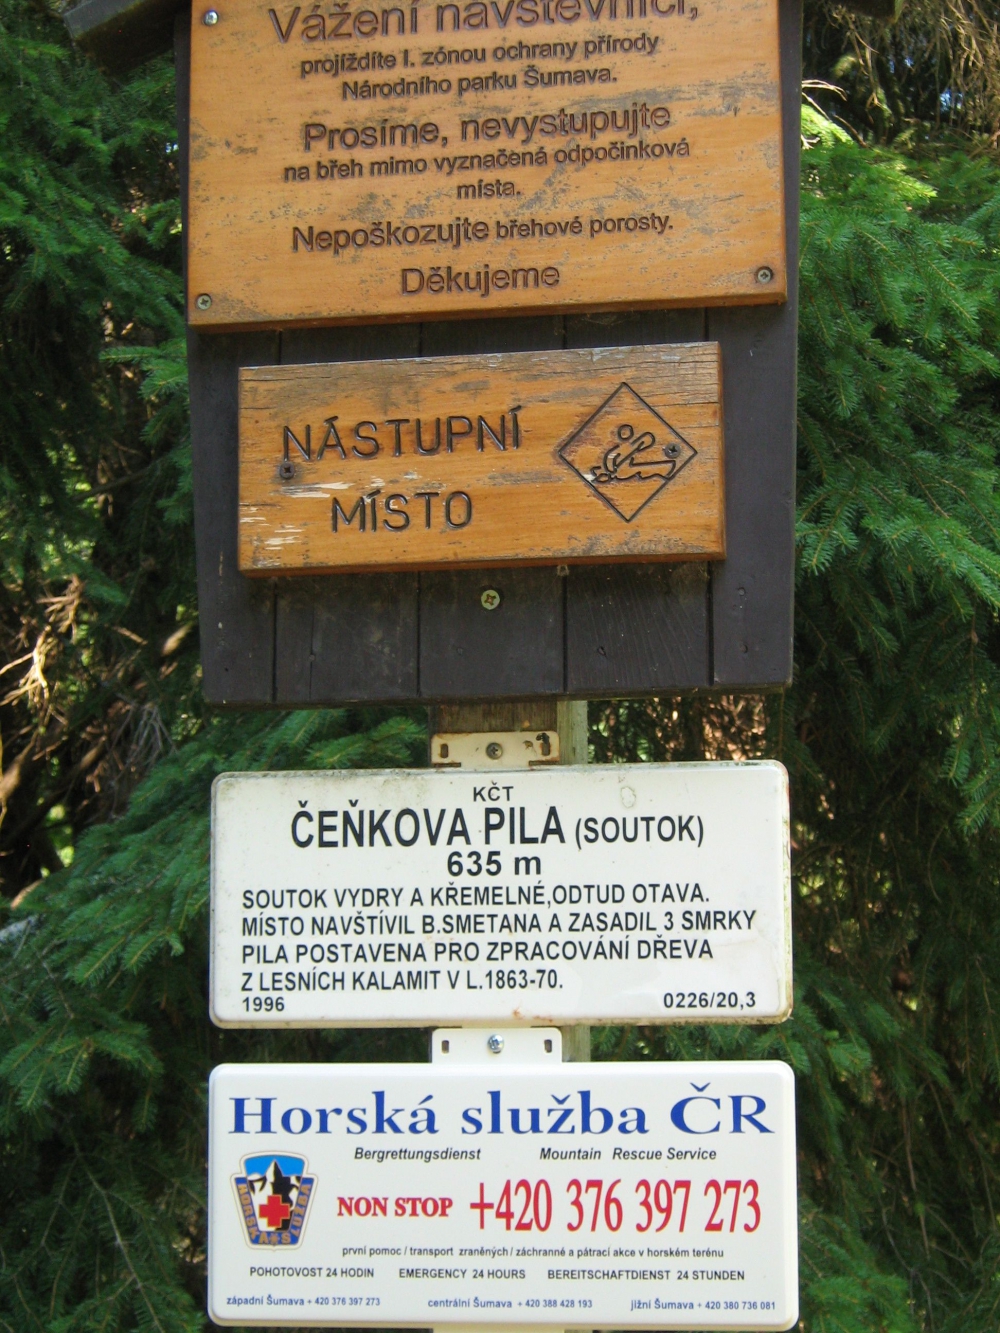 Vážení návštěvníci,
projíždíte I. zónou ochrany přírody
Národního parku Šumava.
Prosíme, nevystupujte
na břeh mimo vyznačená odpočinková
místa.
Nepoškozujte břehové porosty.
Děkujeme
NÁSTUPNÍ
MÍSTO
KČT
ČEŇKOVA PILA (SOUTOK)
635 m
SOUTOK VYDRY A KŘEMELNÉ,ODTUD OTAVA.
MÍSTO NAVŠTÍVIL B.SMETANA A ZASADIL 3 SMRKY
PILA POSTAVENA PRO ZPRACOVÁNÍ DŘEVA
Z LESNÍCH KALAMIT V L.1863-70.
1996 0226/20,3
Horská služba ČR
Bergrettungsdienst Mountain Rescue Service
HORSKÁ SLUŽBA
NON STOP +420 376 397 273
první pomoc / transport zraněných / záchranné a pátrací akce v horském terénu
POHOTOVOST 24 HODIN EMERGENCY 24 HOURS BEREITSCHAFTDIENST 24 STUNDEN
západní Šumava + 420 376 397 273 centrální Šumava + 420 388 428 193 jižní Šumava + 420 380 736 081